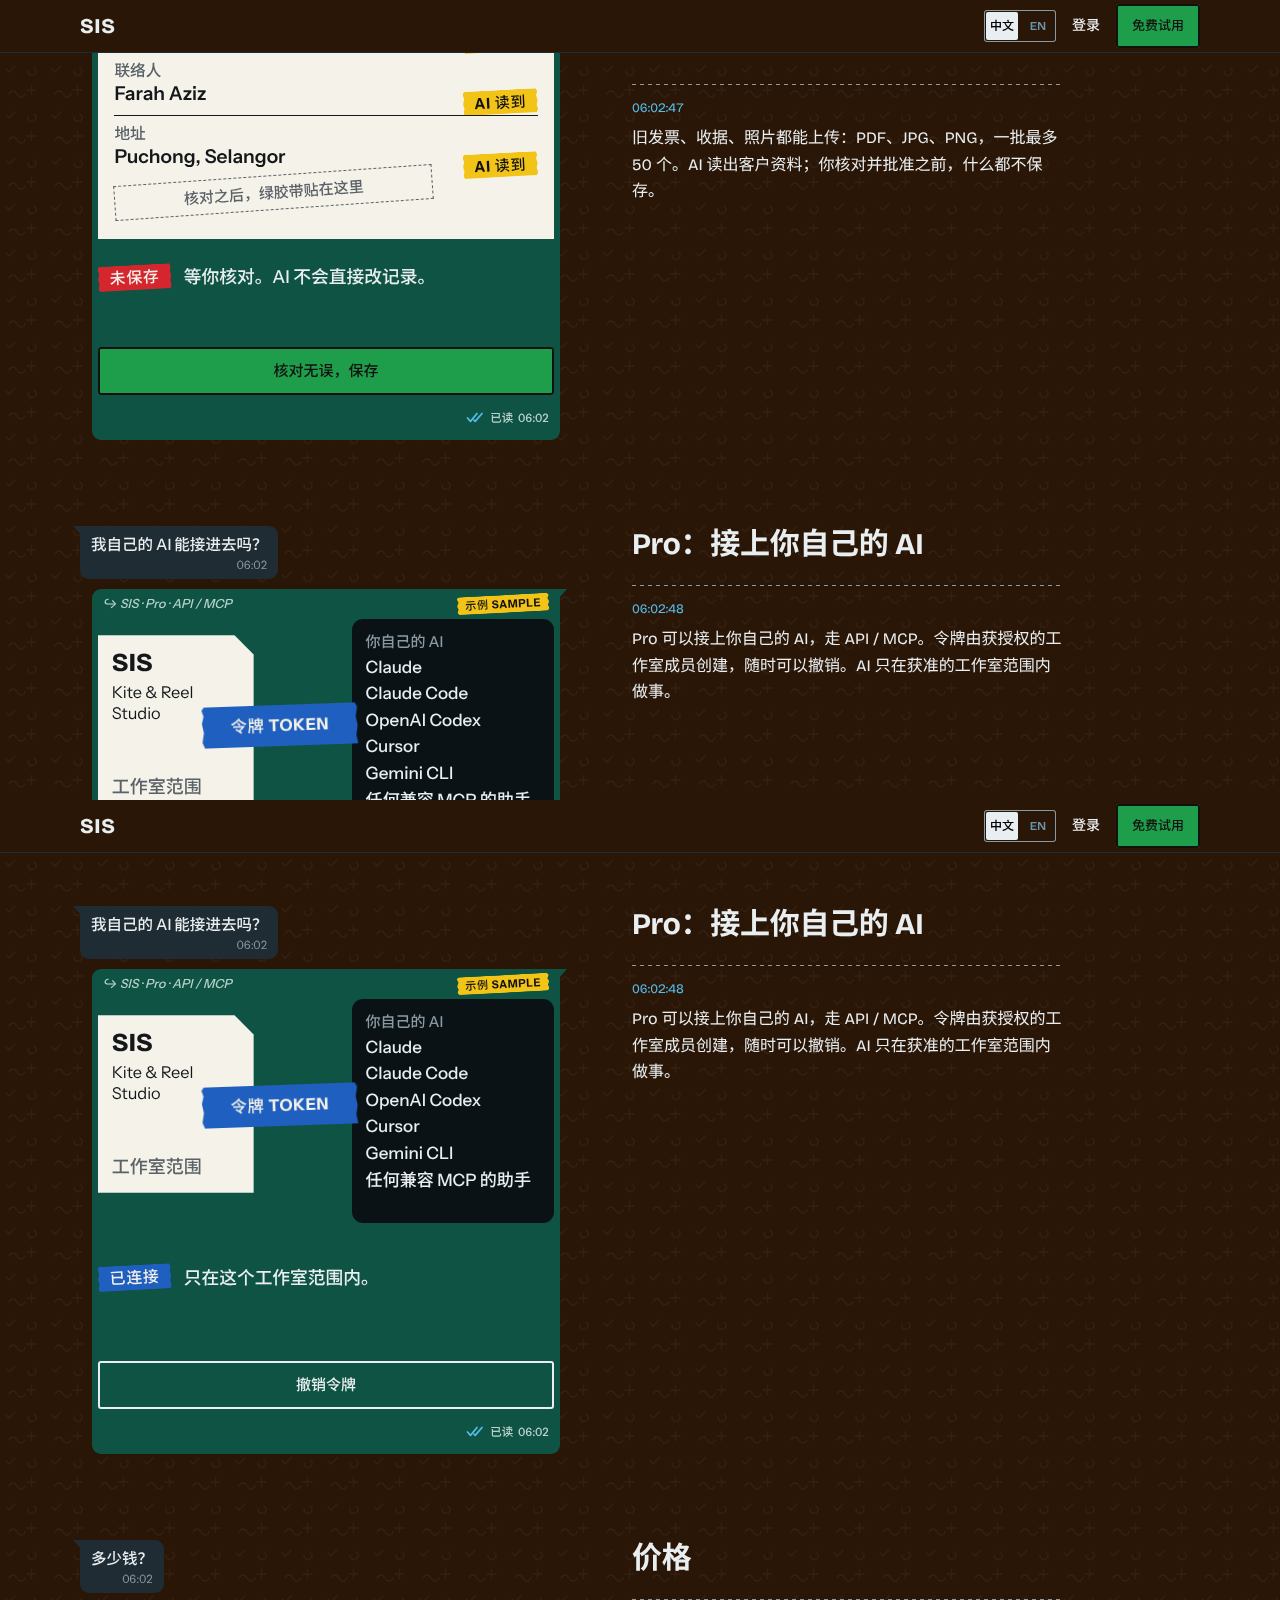 SIS
中文 EN 登录 免费试用
联络人
Farah Aziz
AI 读到
地址
Puchong, Selangor
AI 读到
核对之后，绿胶带贴在这里
未保存 等你核对。AI 不会直接改记录。
核对无误，保存
已读 06:02
06:02:47
旧发票、收据、照片都能上传：PDF、JPG、PNG，一批最多
50 个。AI 读出客户资料；你核对并批准之前，什么都不保
存。
我自己的 AI 能接进去吗？
06:02
SIS · Pro · API / MCP
示例 SAMPLE
SIS
Kite & Reel
Studio
工作室范围
令牌 TOKEN
你自己的 AI
Claude
Claude Code
OpenAI Codex
Cursor
Gemini CLI
任何兼容 MCP 的助手
Pro：接上你自己的 AI
06:02:48
Pro 可以接上你自己的 AI，走 API / MCP。令牌由获授权的工
作室成员创建，随时可以撤销。AI 只在获准的工作室范围内
做事。
SIS
中文 EN 登录 免费试用
我自己的 AI 能接进去吗？
06:02
SIS · Pro · API / MCP
示例 SAMPLE
SIS
Kite & Reel
Studio
工作室范围
令牌 TOKEN
你自己的 AI
Claude
Claude Code
OpenAI Codex
Cursor
Gemini CLI
任何兼容 MCP 的助手
已连接 只在这个工作室范围内。
撤销令牌
已读 06:02
Pro：接上你自己的 AI
06:02:48
Pro 可以接上你自己的 AI，走 API / MCP。令牌由获授权的工
作室成员创建，随时可以撤销。AI 只在获准的工作室范围内
做事。
多少钱？
06:02
价格